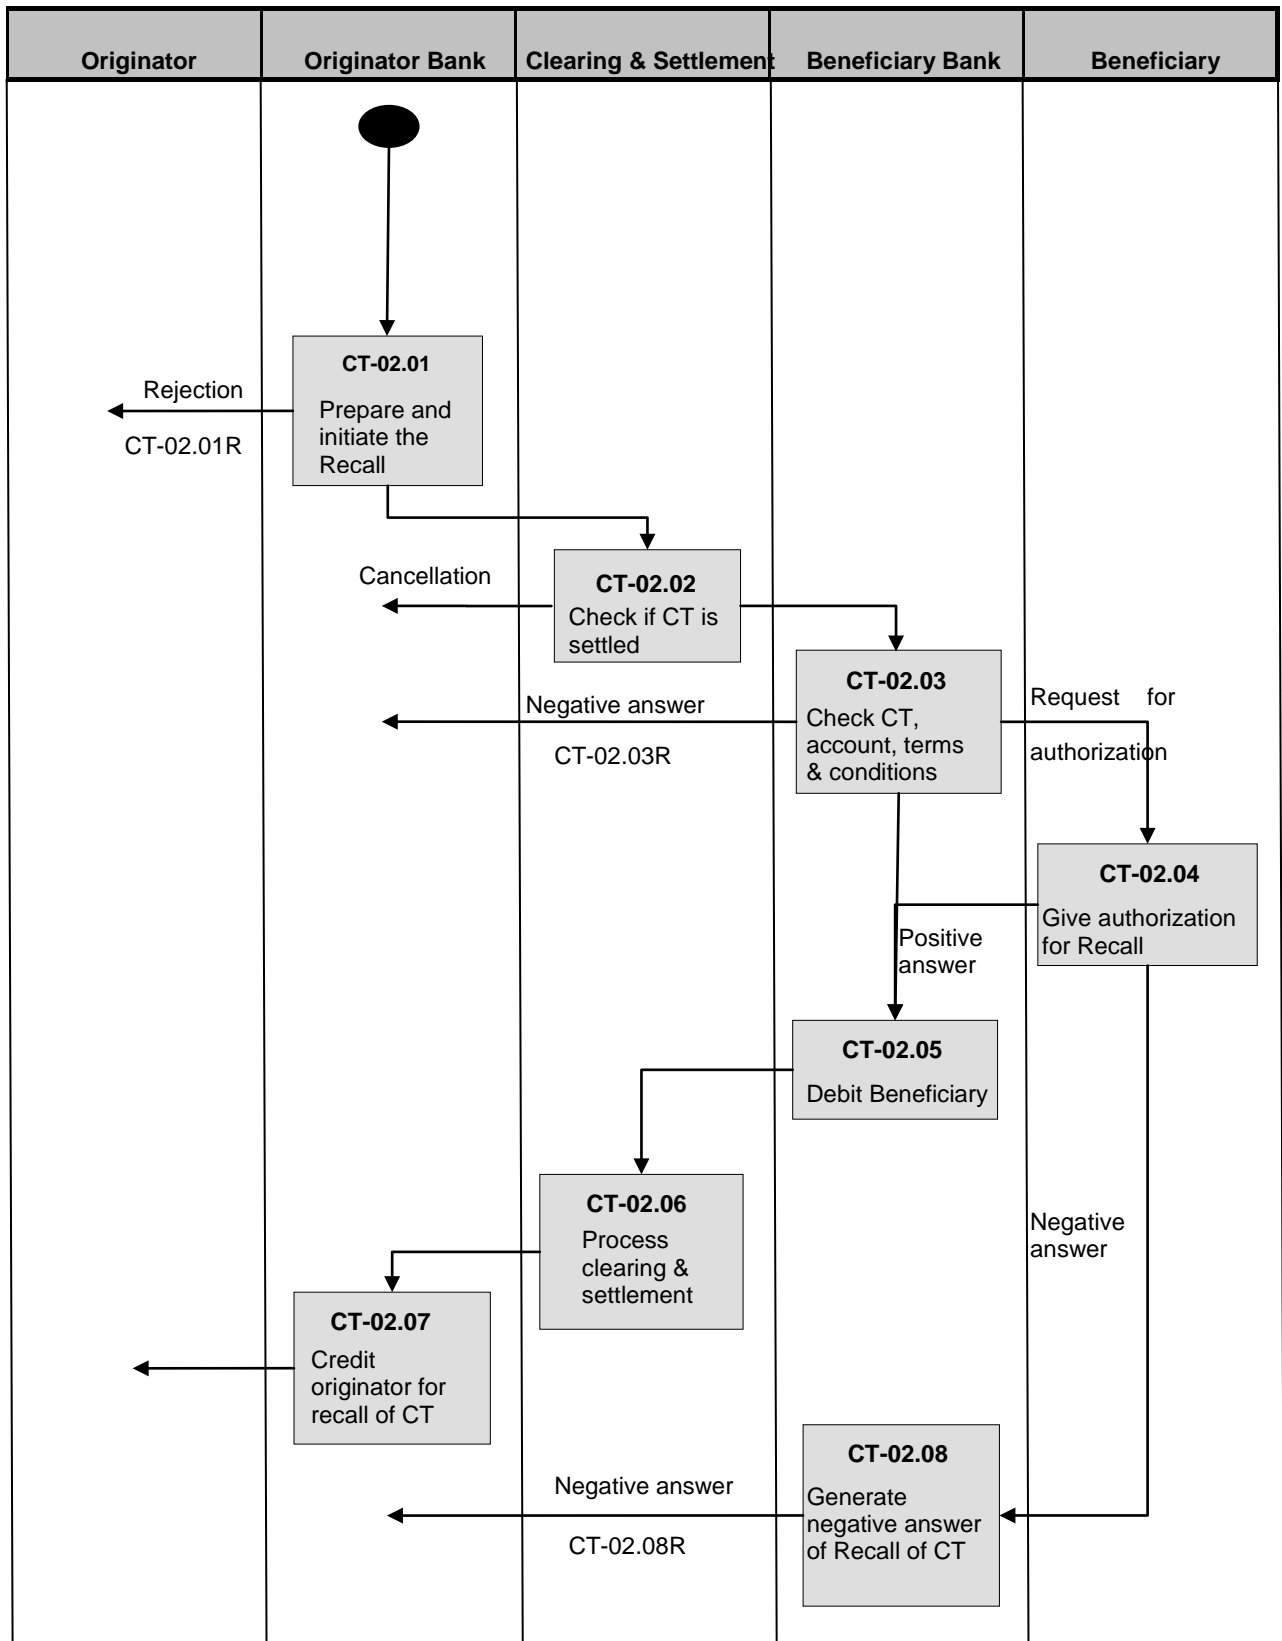 Originator
Originator Bank
Clearing & Settlement
Beneficiary Bank
Beneficiary
CT-02.01
Prepare and
initiate the
Recall
Rejection
CT-02.01R
Cancellation
CT-02.02
Check if CT is
settled
CT-02.03
Check CT,
account, terms
& conditions
Negative answer
CT-02.03R
Request for
authorization
CT-02.04
Give authorization
for Recall
Positive
answer
CT-02.05
Debit Beneficiary
CT-02.06
Process
clearing &
settlement
Negative
answer
CT-02.07
Credit
originator for
recall of CT
CT-02.08
Generate
negative answer
of Recall of CT
Negative answer
CT-02.08R